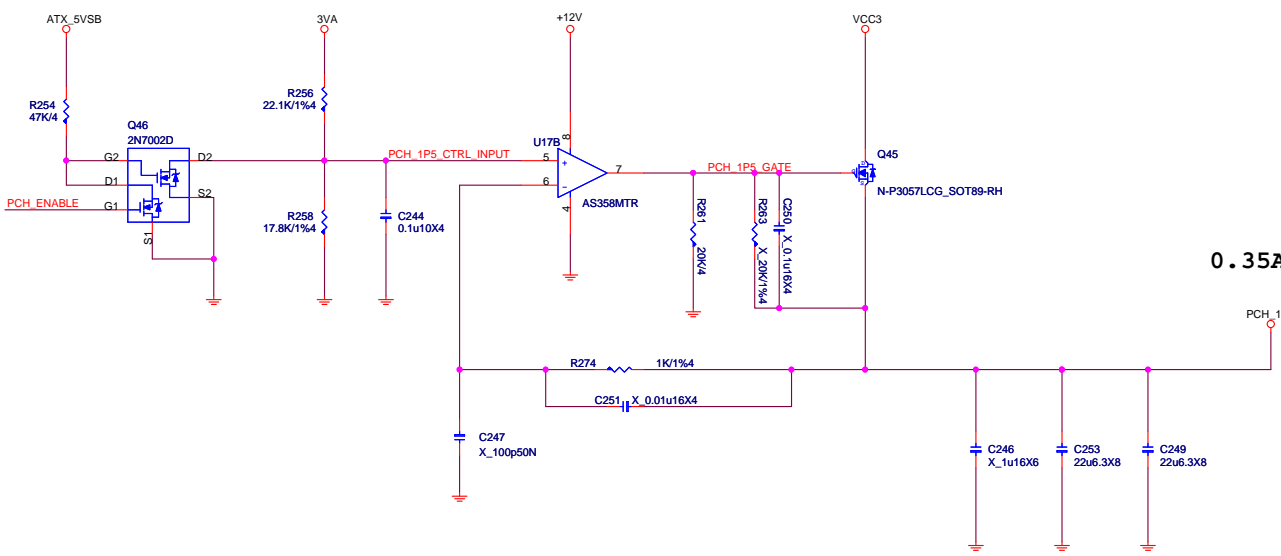 ATX_5VSB
3VA
+12V
VCC3
R254
47K/4
R256
22.1K/1%4
Q46
2N7002D
G2
D2
D1
S2
PCH_ENABLE
G1
S1
R258
17.8K/1%4
C244
0.1u10X4
PCH_1P5_CTRL_INPUT
U17B
8
5
+
6
-
7
4
AS358MTR
PCH_1P5_GATE
Q45
N-P3057LCG_SOT89-RH
R261
20K/4
R263
X_20K/1%4
C250
X_0.1u16X4
0.35A
PCH_1
R274
1K/1%4
C251
X_0.01u16X4
C247
X_100p50N
C246
X_1u16X6
C253
22u6.3X8
C249
22u6.3X8